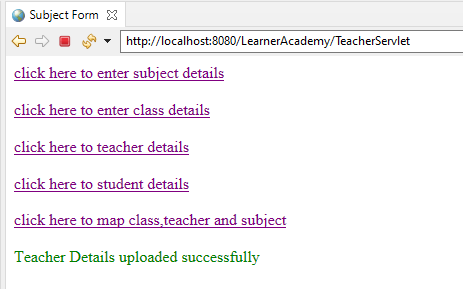 Subject Form
http://localhost:8080/LearnerAcademy/TeacherServlet
click here to enter subject details
click here to enter class details
click here to teacher details
click here to student details
click here to map class,teacher and subject
Teacher Details uploaded successfully